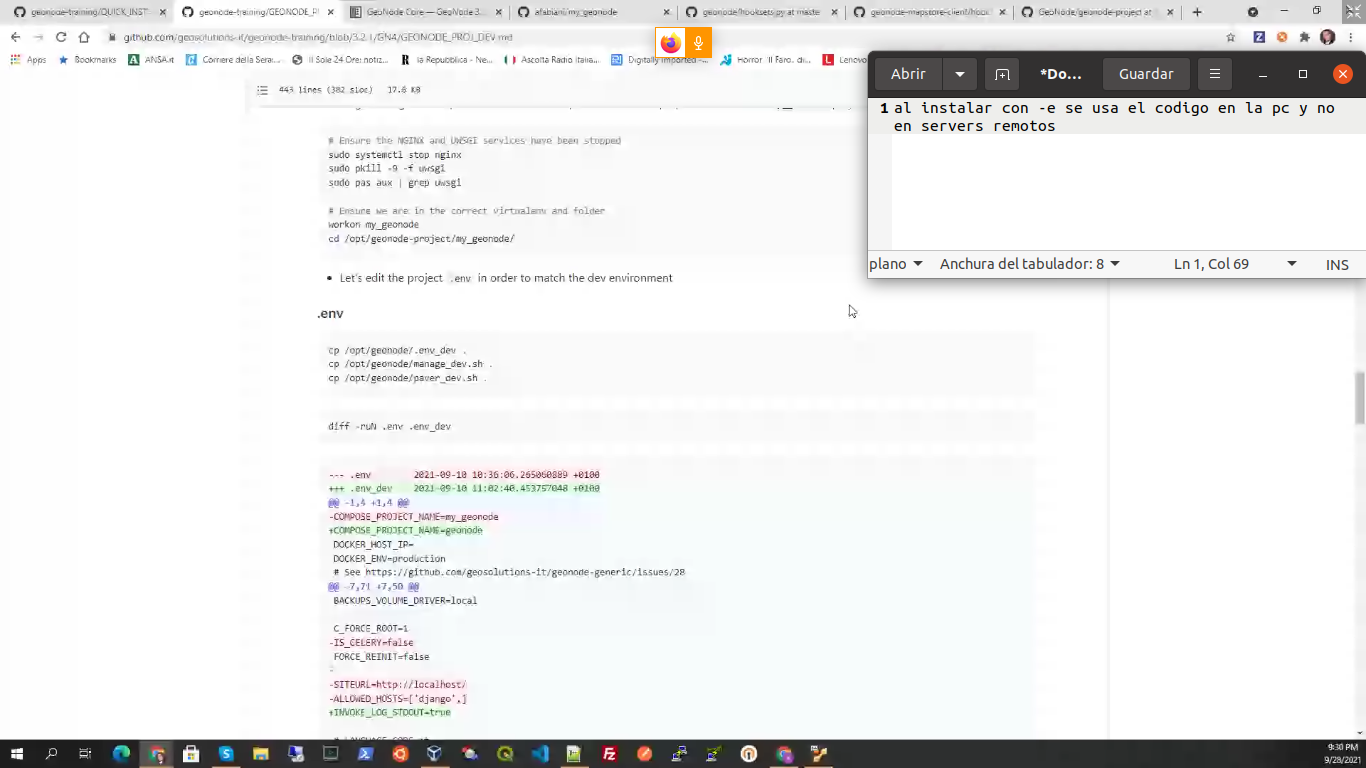 geonode-training/QUICK_INST
geonode-training/GEONODE_P
GeoNode Core — GeoNode 3.
afabiani/my_geonode
geonode/hooksets.py at maste
geonode-mapstore-client/hook
GeoNode/geonode-project at
github.com/geosolutions-it/geonode-training/blob/3.2.1/GN4/GEONODE_PROJ_DEV.md
Apps
Bookmarks
ANSA.it
Corriere della Sera:
Il Sole 24 Ore: notiz...
la Repubblica - Ne...
Ascolta Radio Italia...
Digitally Imported -...
Horror 'Il Faro. di...
Lenovo
443 lines (382 sloc) 17.6 KB
# Ensure the NGINX and UWSGI services have been stopped
sudo systemctl stop nginx
sudo pkill -9 -f uwsgi
sudo pas aux | grep uwsgi
# Ensure we are in the correct virtualenv and folder
workon my_geonode
cd /opt/geonode-project/my_geonode/
• Let's edit the project .env in order to match the dev environment
.env
cp /opt/geonode/.env_dev .
cp /opt/geonode/manage_dev.sh .
cp /opt/geonode/paver_dev.sh .
diff -ruN .env .env_dev
--- .env 2021-09-10 10:36:06.265060889 +0100
+++ .env_dev 2021-09-10 11:02:40.453757048 +0100
@@ -1,4 +1,4 @@
-COMPOSE_PROJECT_NAME=my_geonode
+COMPOSE_PROJECT_NAME=geonode
DOCKER_HOST_IP=
DOCKER_ENV=production
# See https://github.com/geosolutions-it/geonode-generic/issues/28
@@ -7,71 +7,50 @@
BACKUPS_VOLUME_DRIVER=local
C_FORCE_ROOT=1
-IS_CELERY=false
FORCE_REINIT=false
-
-SITEURL=http://localhost/
-ALLOWED_HOSTS=['django',]
+INVOKE_LOG_STDOUT=true
Abrir
*Do...
Guardar
1 al instalar con -e se usa el codigo en la pc y no
en servers remotos
plano
Anchura del tabulador: 8
Ln 1, Col 69
INS
9:30 PM
9/28/2021